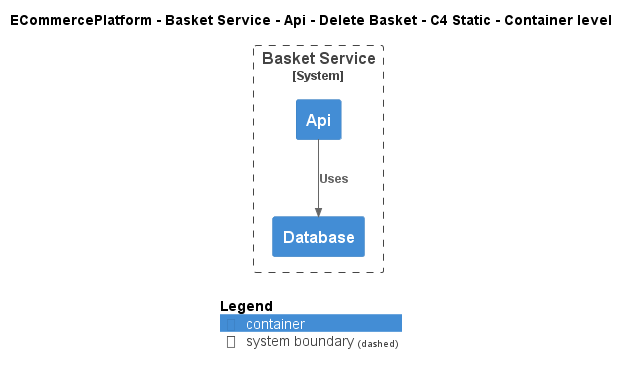 ECommercePlatform - Basket Service - Api - Delete Basket - C4 Static - Container level
Basket Service
[System]
Api
Uses
Database
Legend
container
system boundary (dashed)